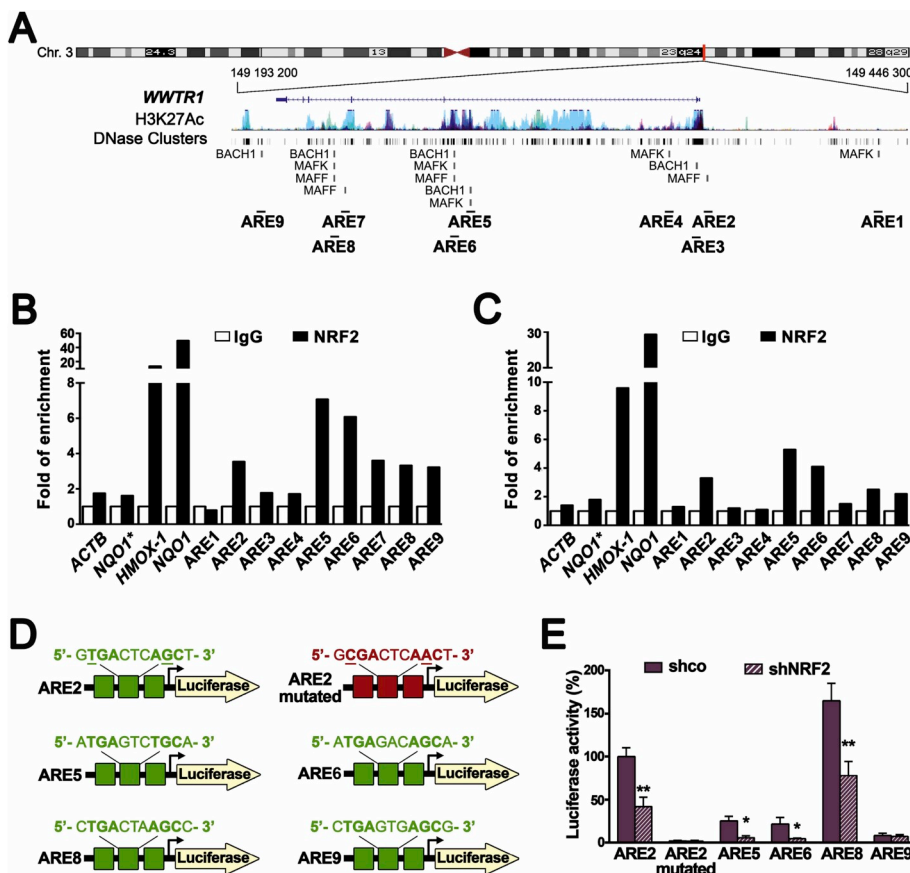 A
Chr. 3
24.3 13 23 q24 28 q29
149 193 200 149 446 300
WWTR1
H3K27Ac
DNase Clusters
BACH1 BACH1 BACH1 MAFK MAFK
MAFK MAFK BACH1
MAFF MAFF MAFF
MAFF BACH1
MAFK
ARE9 ARE7 ARE5 ARE4 ARE2 ARE1
ARE8 ARE6 ARE3
B
IgG NRF2
Fold of enrichment
60
40
20
8
6
4
2
0
ACTB NQO1* HMOX-1 NQO1 ARE1 ARE2 ARE3 ARE4 ARE5 ARE6 ARE7 ARE8 ARE9
C
IgG NRF2
Fold of enrichment
30
20
10
8
6
4
2
0
ACTB NQO1* HMOX-1 NQO1 ARE1 ARE2 ARE3 ARE4 ARE5 ARE6 ARE7 ARE8 ARE9
D
5'- GTGACTCAGCT- 3'
ARE2 Luciferase
5'- GCGACTCAACT- 3'
ARE2
mutated
Luciferase
5'- ATGAGTCTGCA- 3'
ARE5 Luciferase
5'- ATGAGACAGCA- 3'
ARE6 Luciferase
5'- CTGACTAAGCC- 3'
ARE8 Luciferase
5'- CTGAGTGAGCG- 3'
ARE9 Luciferase
E
shco shNRF2
Luciferase activity (%)
200
150
100
50
0
** * * **
ARE2 ARE2 ARE5 ARE6 ARE8 ARE9
mutated